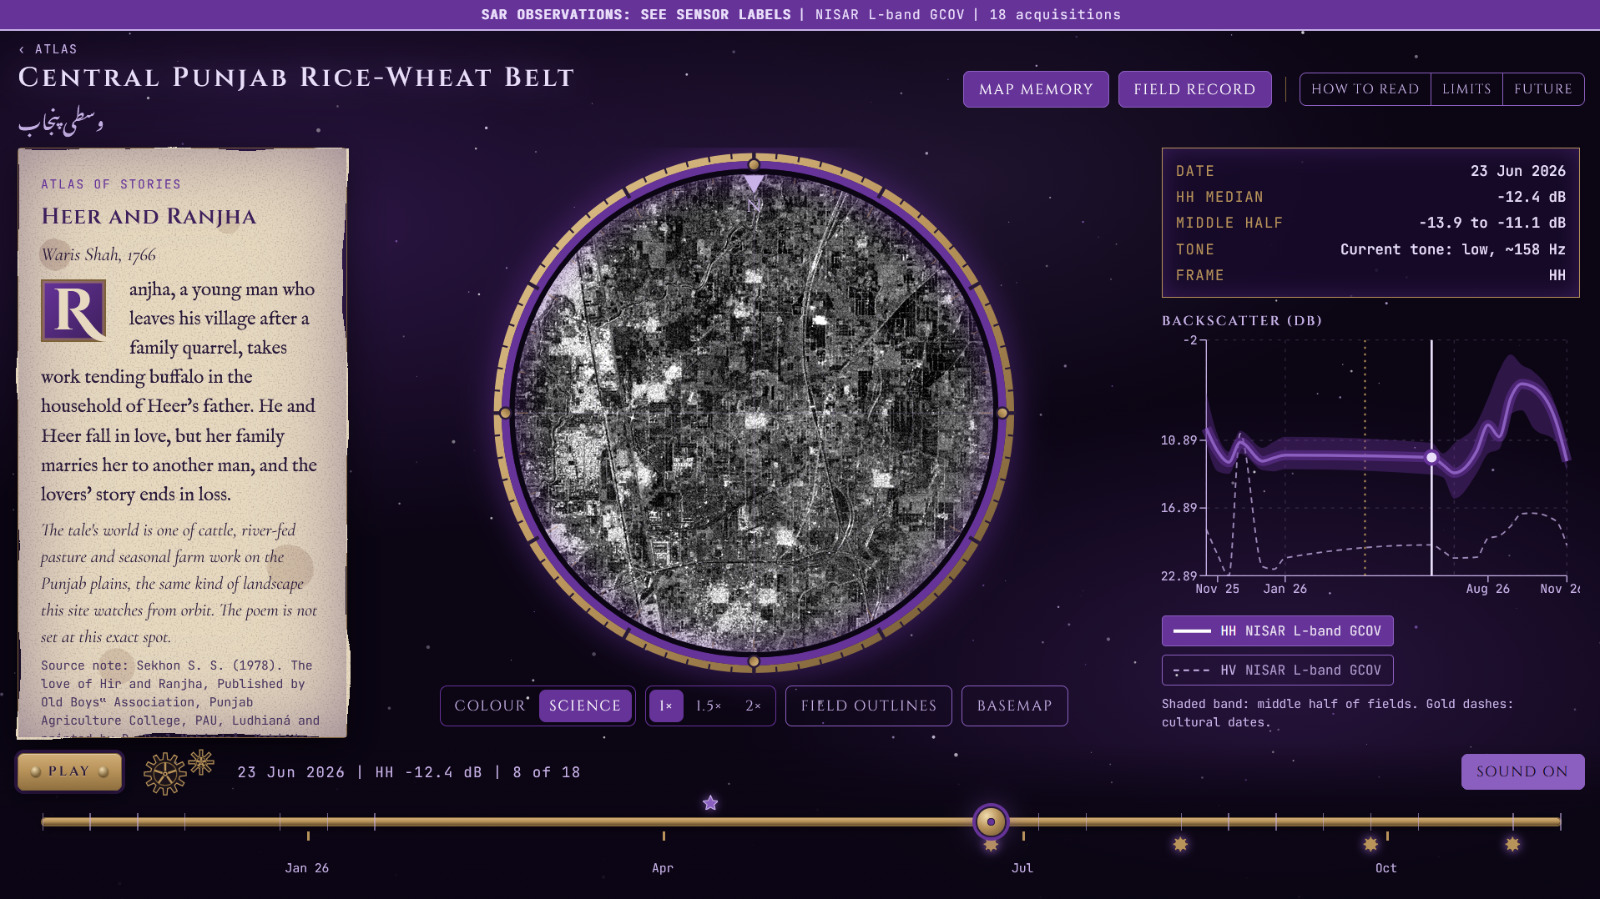 SAR OBSERVATIONS: SEE SENSOR LABELS | NISAR L-band GCOV | 18 acquisitions
‹ ATLAS
Central Punjab Rice-Wheat Belt
وسطی پنجاب
MAP MEMORY
FIELD RECORD
HOW TO READ
LIMITS
FUTURE
ATLAS OF STORIES
Heer and Ranjha
Waris Shah, 1766
Ranjha, a young man who
leaves his village after a
family quarrel, takes
work tending buffalo in the
household of Heer's father. He and
Heer fall in love, but her family
marries her to another man, and the
lovers' story ends in loss.
The tale's world is one of cattle, river-fed
pasture and seasonal farm work on the
Punjab plains, the same kind of landscape
this site watches from orbit. The poem is not
set at this exact spot.
Source note: Sekhon S. S. (1978). The
love of Hir and Ranjha, Published by
Old Boys" Association, Punjab
Agriculture College, PAU, Ludhiana and
N
COLOUR
SCIENCE
1×
1.5×
2×
FIELD OUTLINES
BASEMAP
DATE 23 Jun 2026
HH MEDIAN -12.4 dB
MIDDLE HALF -13.9 to -11.1 dB
TONE Current tone: low, ~158 Hz
FRAME HH
BACKSCATTER (DB)
-2
10.89
16.89
22.89
Nov 25
Jan 26
Aug 26
Nov 26
HH NISAR L-band GCOV
HV NISAR L-band GCOV
Shaded band: middle half of fields. Gold dashes:
cultural dates.
PLAY
23 Jun 2026 | HH -12.4 dB | 8 of 18
SOUND ON
Jan 26
Apr
Jul
Oct